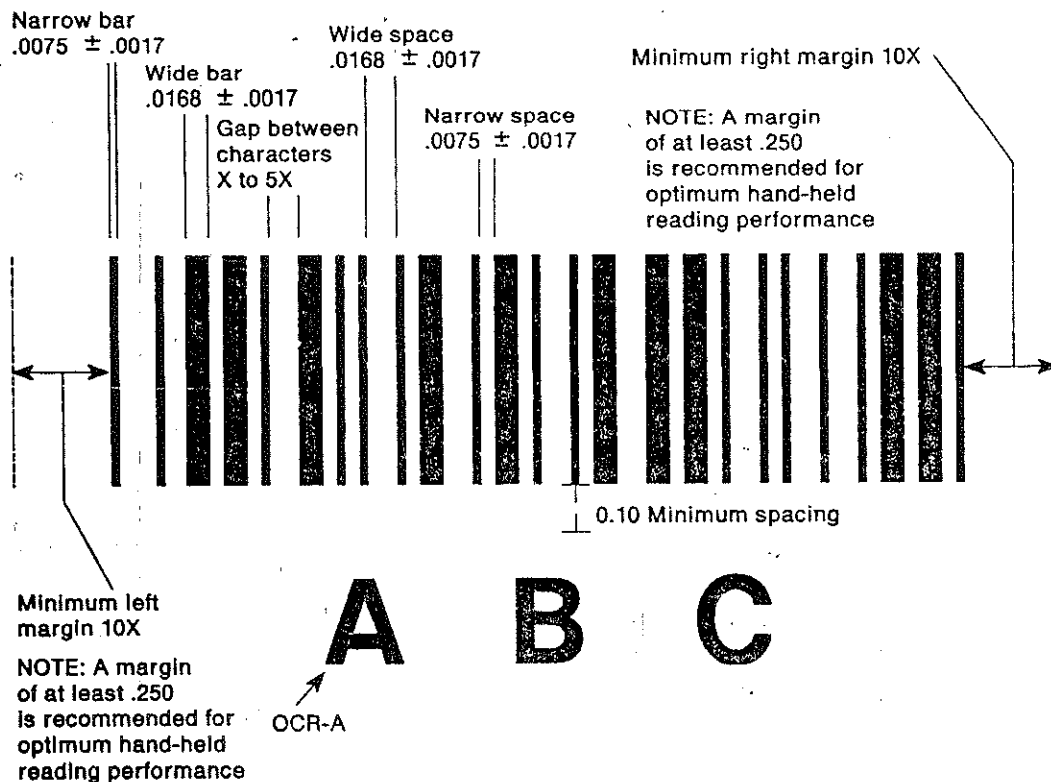 Narrow bar
.0075 ± .0017
Wide bar
.0168 ± .0017
Gap between
characters
X to 5X
Wide space
.0168 ± .0017
Narrow space
.0075 ± .0017
Minimum right margin 10X
NOTE: A margin
of at least .250
is recommended for
optimum hand-held
reading performance
0.10 Minimum spacing
A B C
OCR-A
Minimum left
margin 10X
NOTE: A margin
of at least .250
is recommended for
optimum hand-held
reading performance